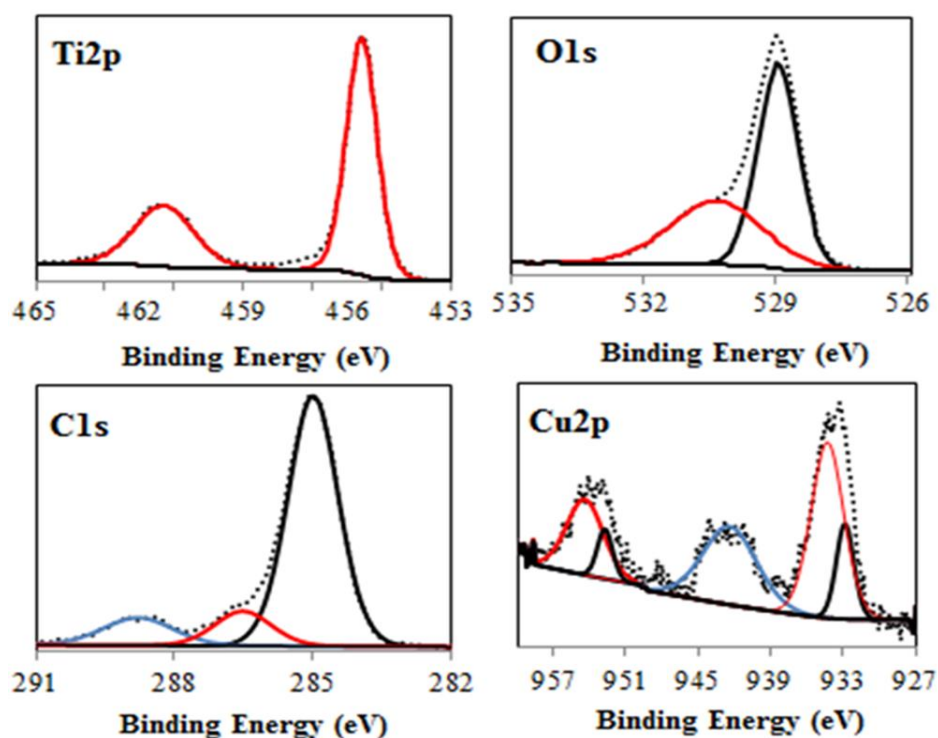 Ti2p
465 462 459 456 453
Binding Energy (eV)
O1s
535 532 529 526
Binding Energy (eV)
C1s
291 288 285 282
Binding Energy (eV)
Cu2p
957 951 945 939 933 927
Binding Energy (eV)